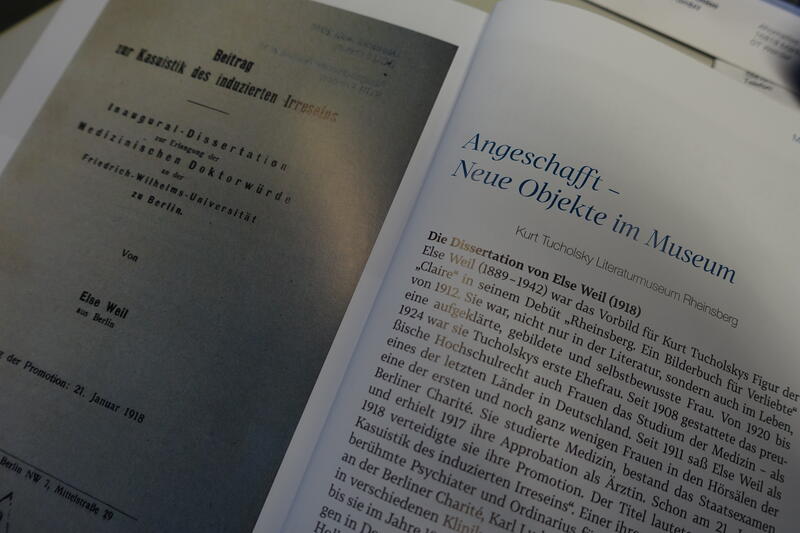 Beitrag
zur Kasuistik des induzierten Irreseins
Inaugural-Dissertation
zur Erlangung der
Medizinischen Doktorwürde
an der
Friedrich-Wilhelms-Universität
zu Berlin.
Von
Else Weil
aus Berlin
der Promotion: 21. Januar 1918
Berlin NW 7, Mittelstraße 29
Angeschafft –
Neue Objekte im Museum
Kurt Tucholsky Literaturmuseum Rheinsberg
Die Dissertation von Else Weil (1918)
Else Weil (1889–1942) war das Vorbild für Kurt Tucholskys Figur der
„Claire“ in seinem Debüt „Rheinsberg. Ein Bilderbuch für Verliebte“
von 1912. Sie war, nicht nur in der Literatur, sondern auch im Leben,
eine aufgeklärte, gebildete und selbstbewusste Frau. Von 1920 bis
1924 war sie Tucholskys erste Ehefrau. Seit 1908 gestattete das preu-
ßische Hochschulrecht auch Frauen das Studium der Medizin – als
eines der letzten Länder in Deutschland. Seit 1911 saß Else Weil als
eine der ersten und noch ganz wenigen Frauen in den Hörsälen der
Berliner Charité. Sie studierte Medizin, bestand das Staatsexamen
und erhielt 1917 ihre Approbation als Ärztin. Schon am 21.
1918 verteidigte sie ihre Promotion. Der Titel lautete
Kasuistik des induzierten Irreseins“. Einer ihre
berühmte Psychiater und Ordinarius
an der Berliner Charité, Karl
in verschiedenen
bis sie im Jahre
gen in